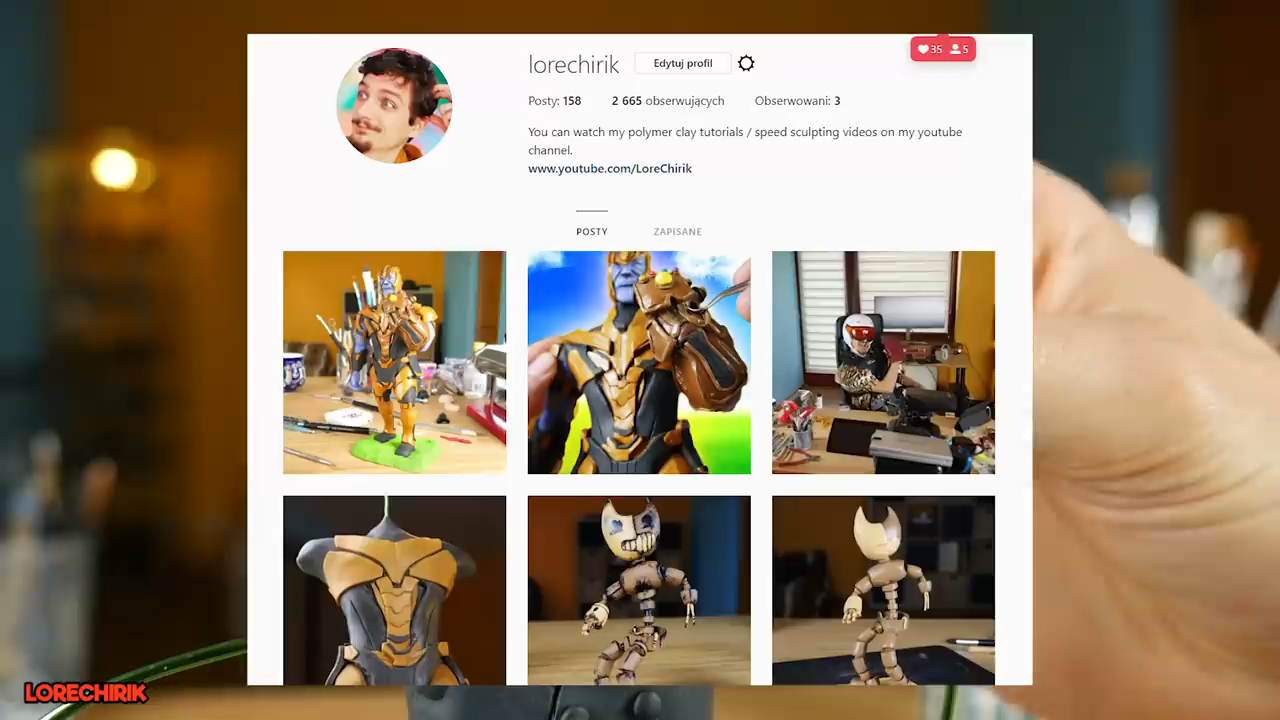 35 5
lorechirik Edytuj profil
Posty: 158 2 665 obserwujących Obserwowani: 3
You can watch my polymer clay tutorials / speed sculpting videos on my youtube
channel.
www.youtube.com/LoreChirik
POSTY ZAPISANE
LORECHIRIK